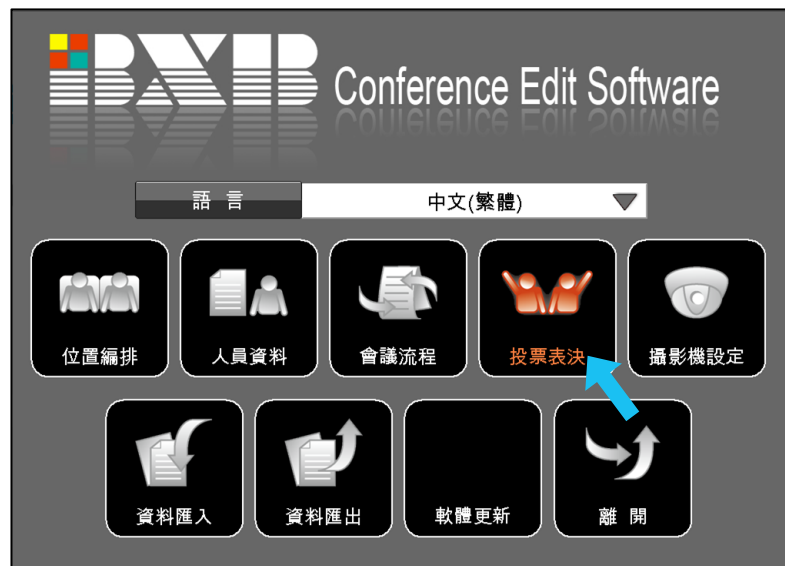 BXB Conference Edit Software
語 言 中文(繁體)
位置編排 人員資料 會議流程 投票表決 攝影機設定
資料匯入 資料匯出 軟體更新 離 開